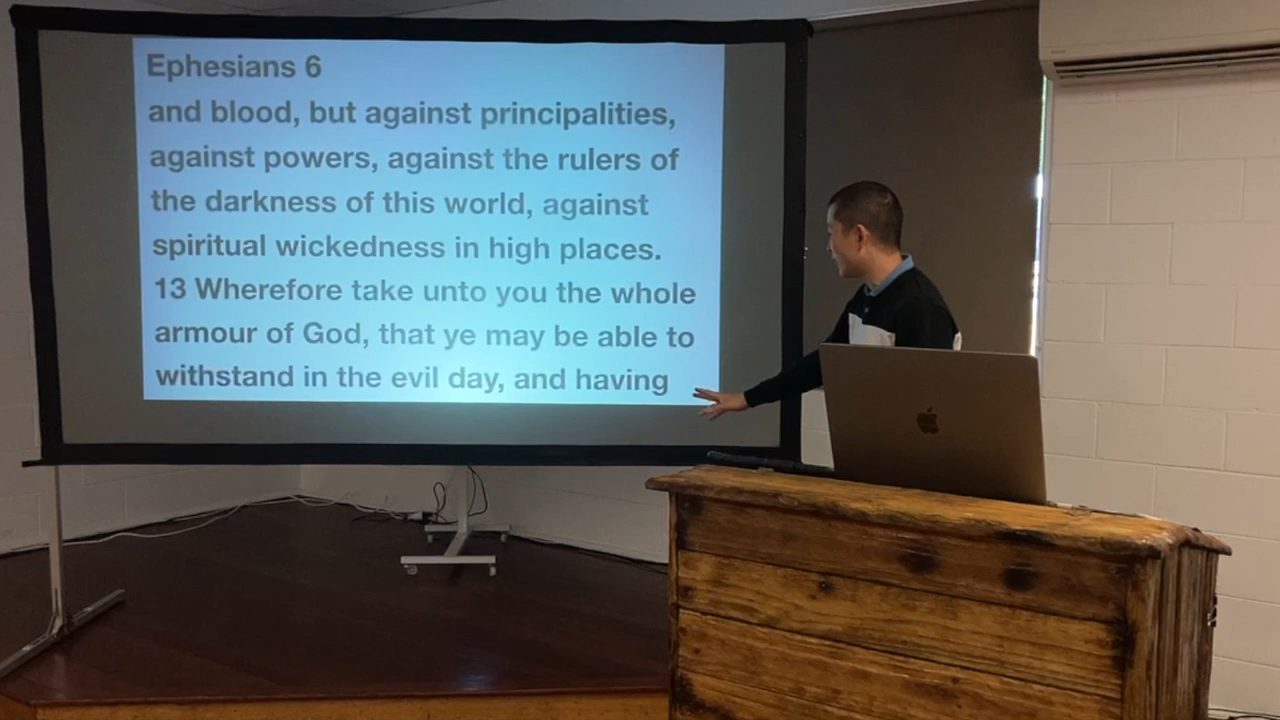 Ephesians 6
and blood, but against principalities,
against powers, against the rulers of
the darkness of this world, against
spiritual wickedness in high places.
13 Wherefore take unto you the whole
armour of God, that ye may be able to
withstand in the evil day, and having